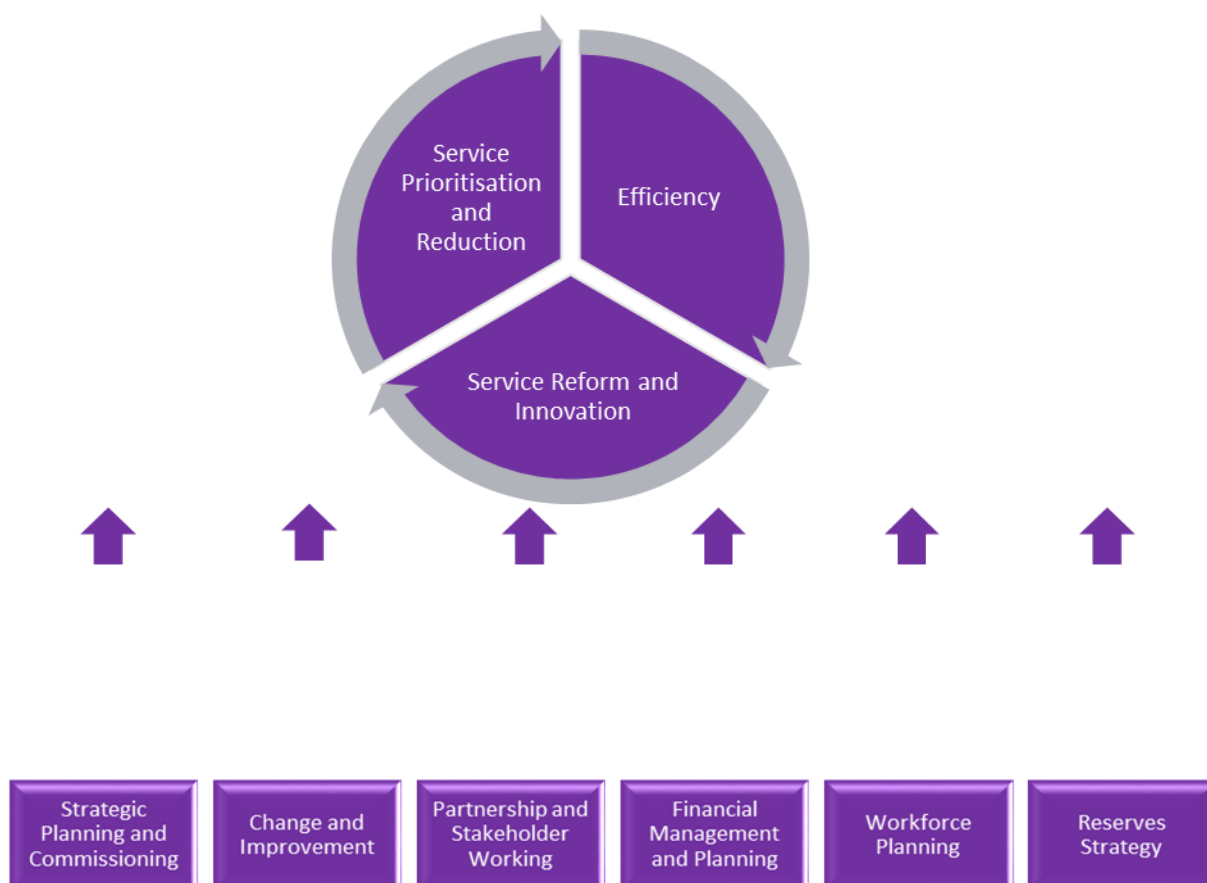 Service
Prioritisation
and
Reduction
Efficiency
Service Reform and
Innovation
Strategic
Planning and
Commissioning
Change and
Improvement
Partnership and
Stakeholder
Working
Financial
Management
and Planning
Workforce
Planning
Reserves
Strategy